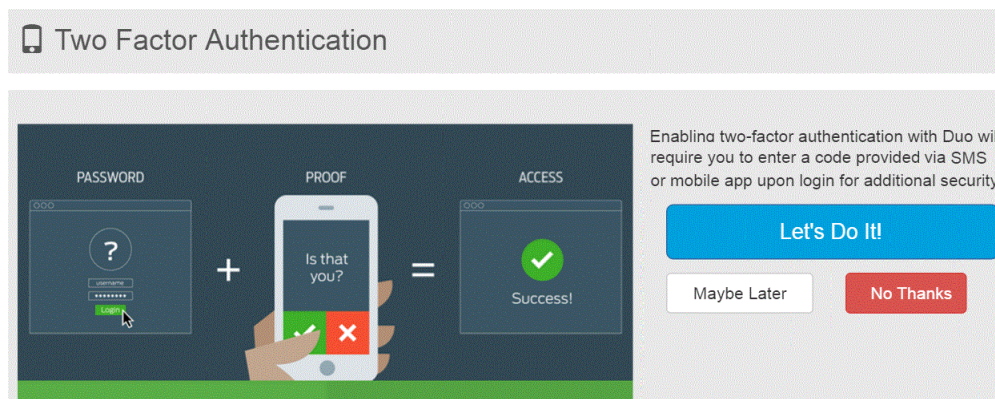 Two Factor Authentication
Enabling two-factor authentication with Duo wil
require you to enter a code provided via SMS
or mobile app upon login for additional security
PASSWORD PROOF ACCESS
?
username
Login
+
Is that
you?
=
Success!
Let's Do It!
Maybe Later No Thanks